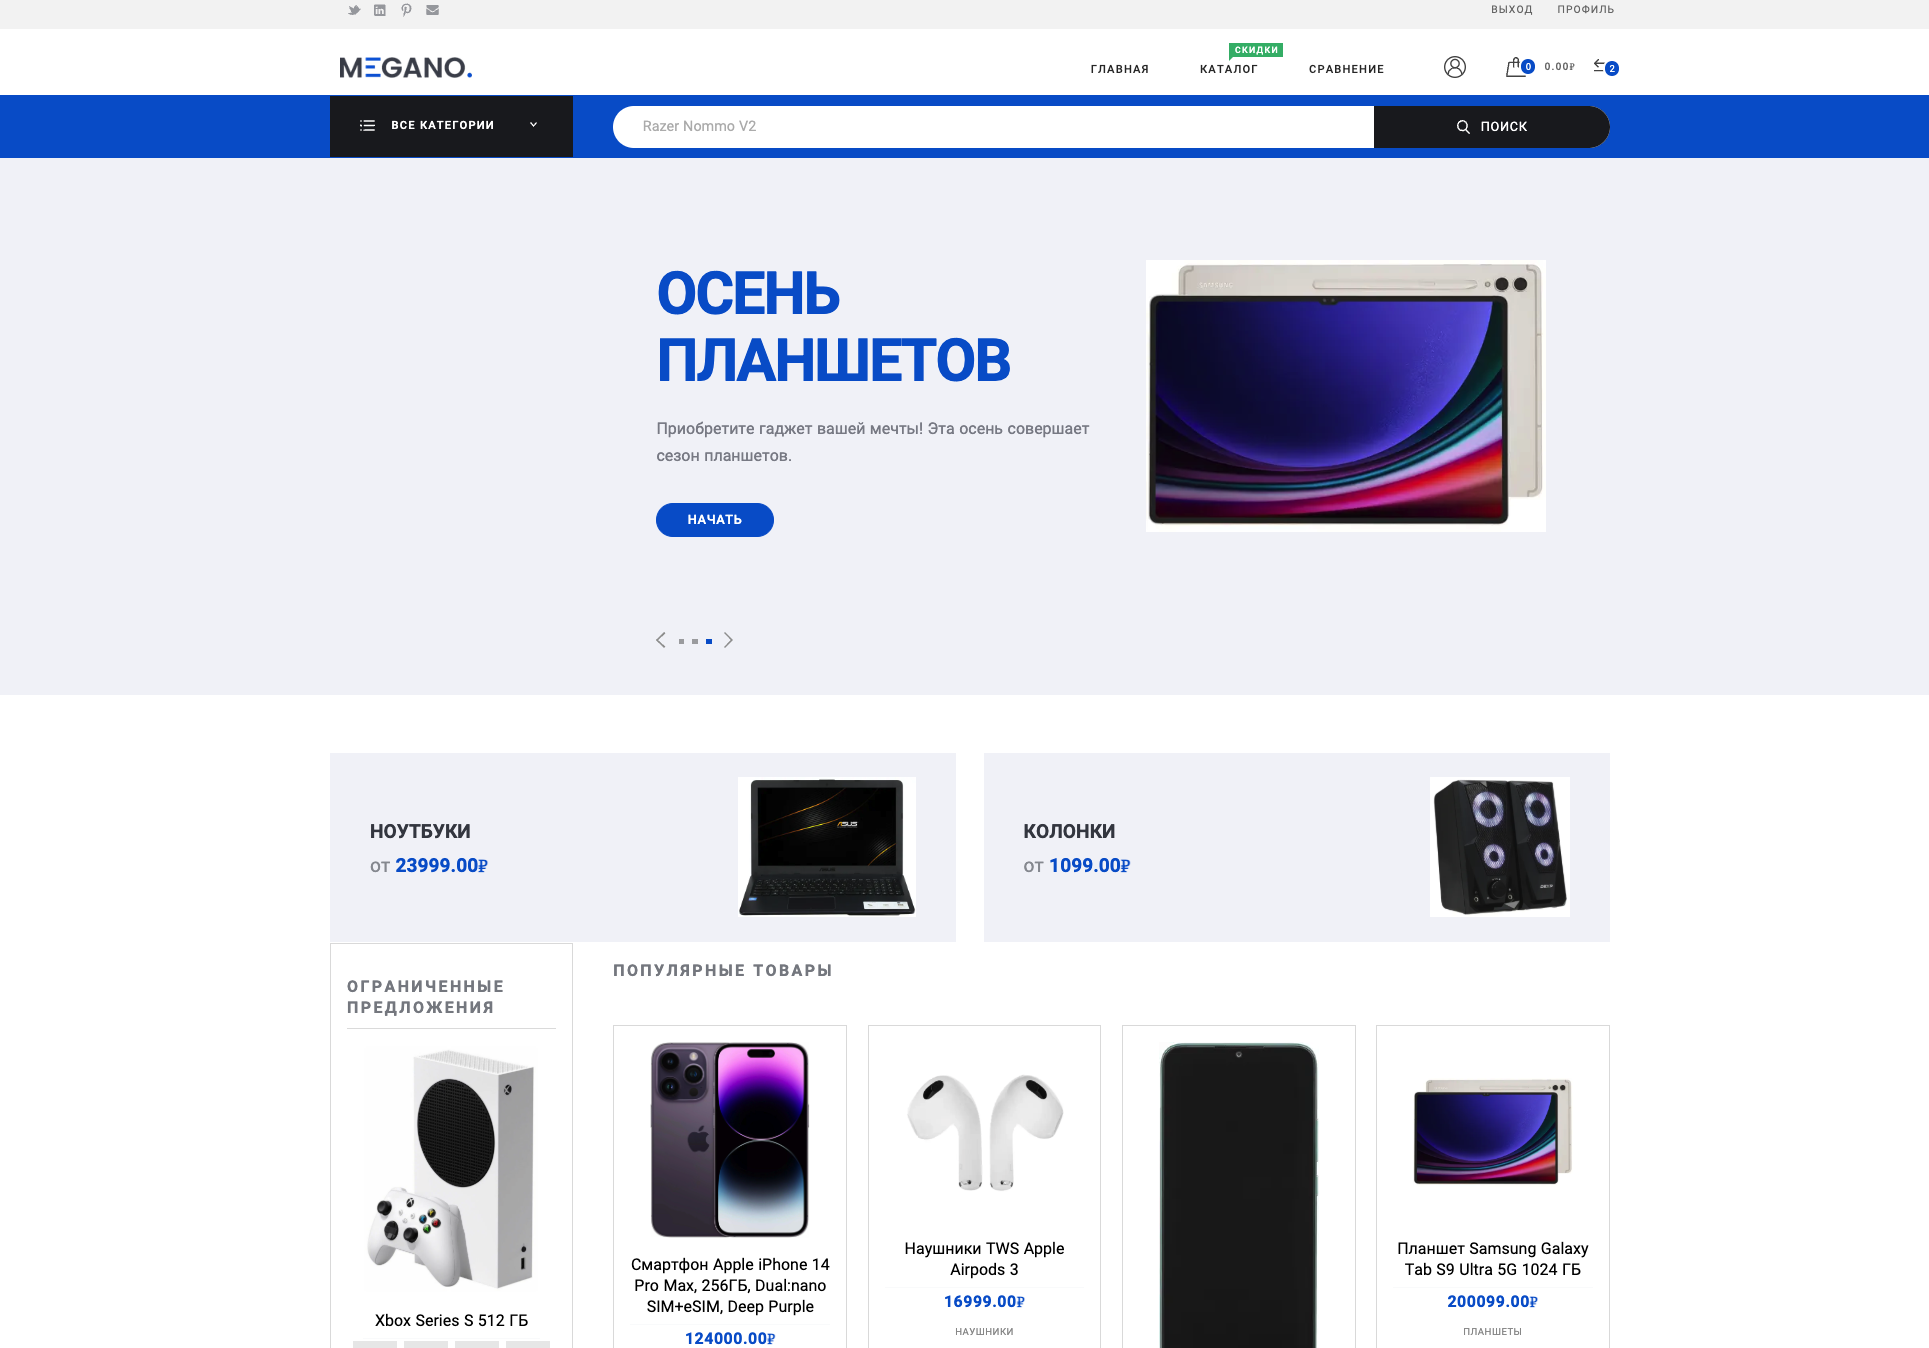 ВЫХОД ПРОФИЛЬ
MEGANO.
ГЛАВНАЯ
СКИДКИ
КАТАЛОГ
СРАВНЕНИЕ
0
0.00₽
2
ВСЕ КАТЕГОРИИ
Razer Nommo V2
ПОИСК
ОСЕНЬ
ПЛАНШЕТОВ
Приобретите гаджет вашей мечты! Эта осень совершает
сезон планшетов.
НАЧАТЬ
SAMSUNG
НОУТБУКИ
от 23999.00₽
ASUS
КОЛОНКИ
от 1099.00₽
ОГРАНИЧЕННЫЕ
ПРЕДЛОЖЕНИЯ
Xbox Series S 512 ГБ
ПОПУЛЯРНЫЕ ТОВАРЫ
Смартфон Apple iPhone 14
Pro Max, 256ГБ, Dual:nano
SIM+eSIM, Deep Purple
124000.00₽
Наушники TWS Apple
Airpods 3
16999.00₽
НАУШНИКИ
Планшет Samsung Galaxy
Tab S9 Ultra 5G 1024 ГБ
200099.00₽
ПЛАНШЕТЫ